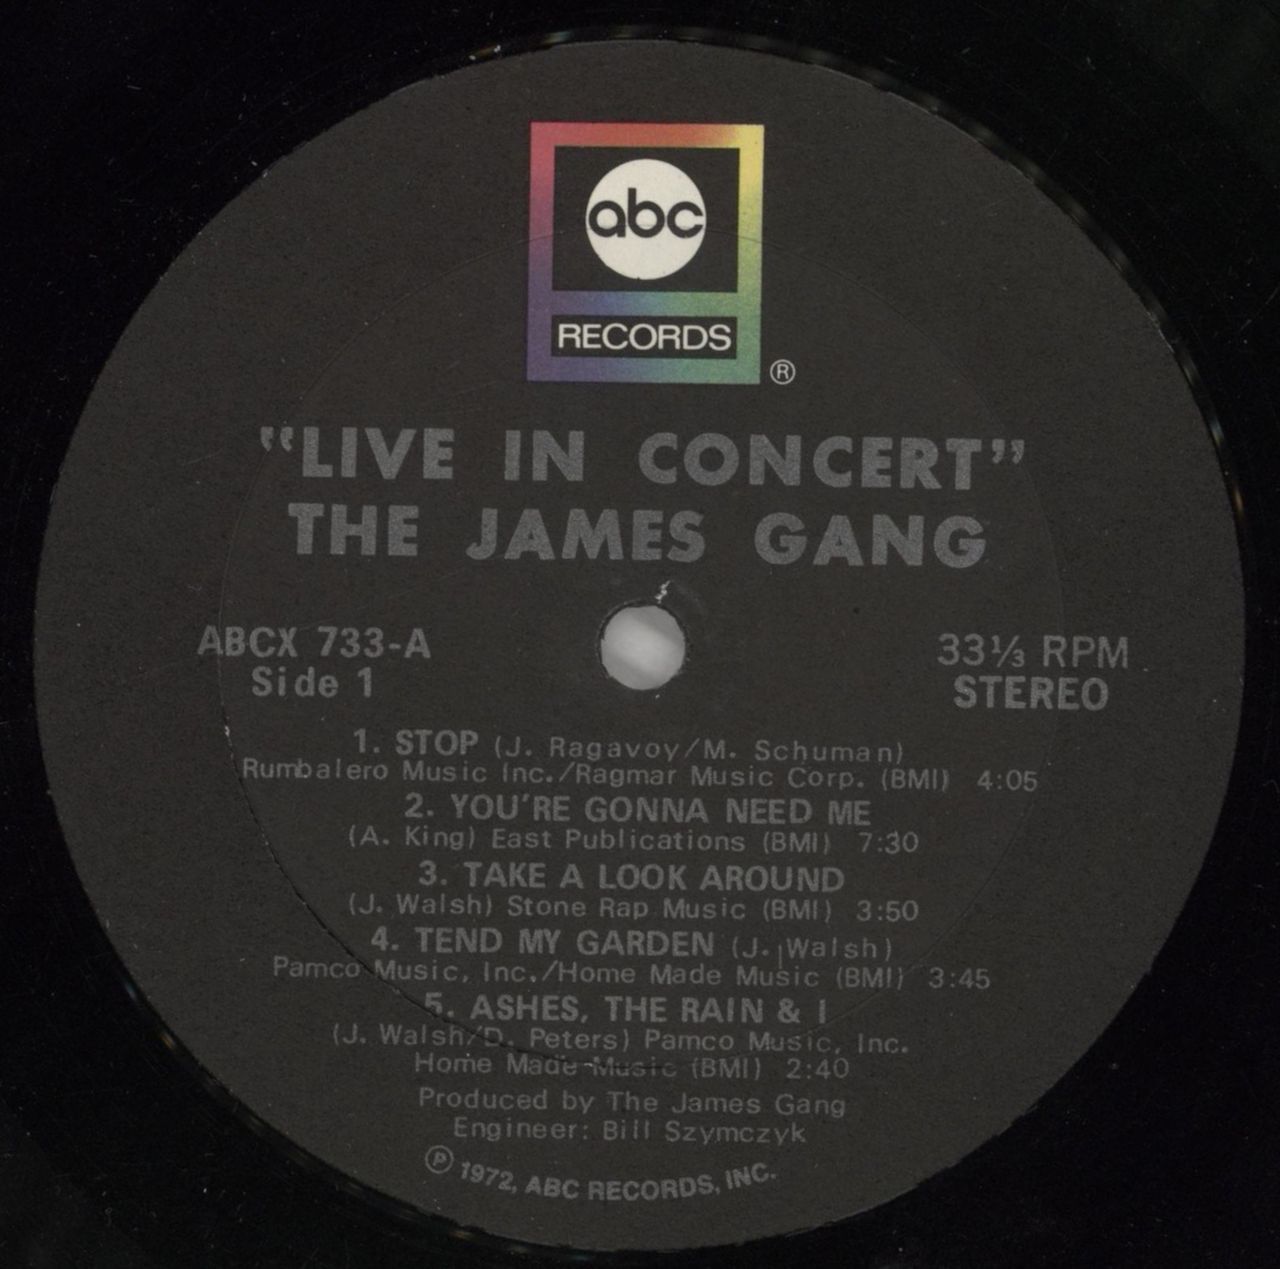 abc
RECORDS
®
"LIVE IN CONCERT"
THE JAMES GANG
ABCX 733-A
Side 1
33⅓ RPM
STEREO
1. STOP (J. Ragavoy/M. Schuman)
Rumbalero Music Inc./Ragmar Music Corp. (BMI) 4:05
2. YOU'RE GONNA NEED ME
(A. King) East Publications (BMI) 7:30
3. TAKE A LOOK AROUND
(J. Walsh) Stone Rap Music (BMI) 3:50
4. TEND MY GARDEN (J. Walsh)
Pamco Music, Inc./Home Made Music (BMI) 3:45
5. ASHES, THE RAIN & I
(J. Walsh/D. Peters) Pamco Music, Inc.
Home Made Music (BMI) 2:40
Produced by The James Gang
Engineer: Bill Szymczyk
℗ 1972, ABC RECORDS, INC.